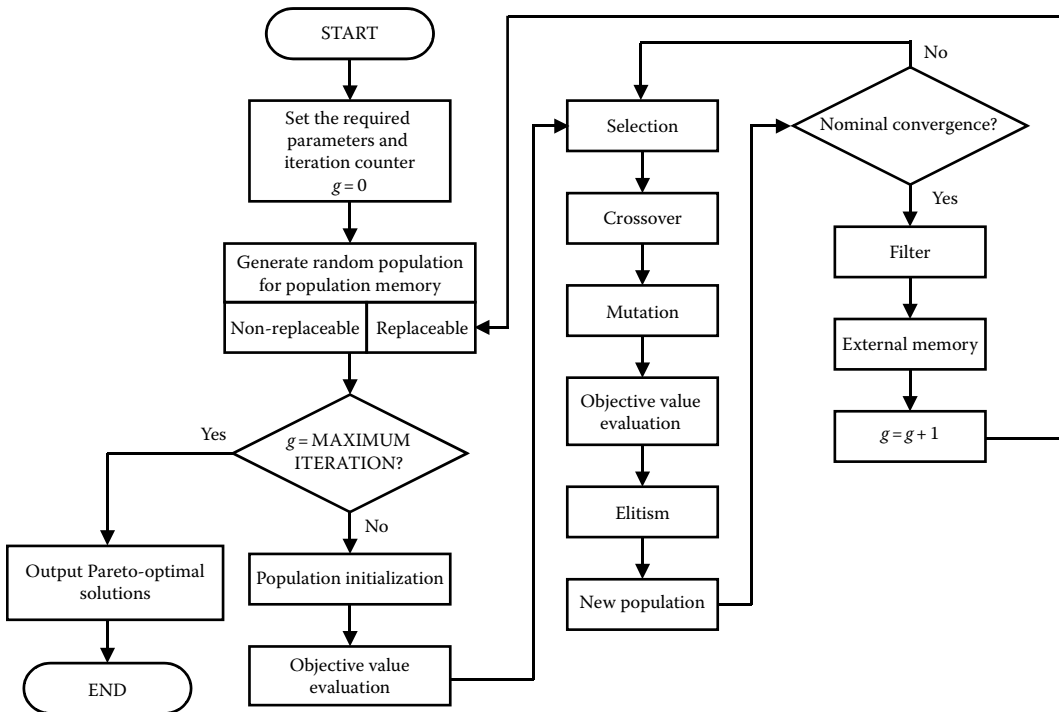 START
Set the required
parameters and
iteration counter
g = 0
Generate random population
for population memory
Non-replaceable
Replaceable
g = MAXIMUM
ITERATION?
Yes
No
Output Pareto-optimal
solutions
END
Population initialization
Objective value
evaluation
Selection
Crossover
Mutation
Objective value
evaluation
Elitism
New population
No
Nominal convergence?
Yes
Filter
External memory
g = g + 1